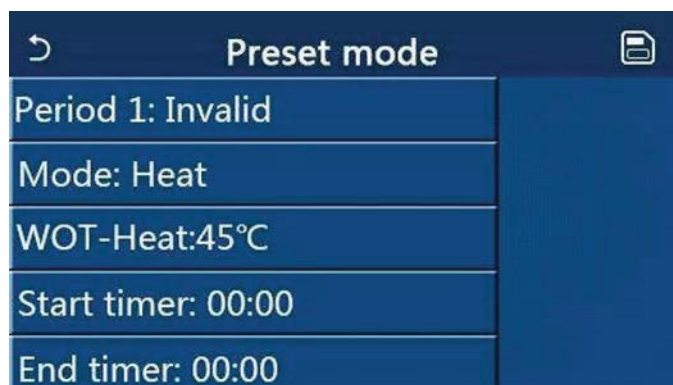 Preset mode
Period 1: Invalid
Mode: Heat
WOT-Heat:45℃
Start timer: 00:00
End timer: 00:00